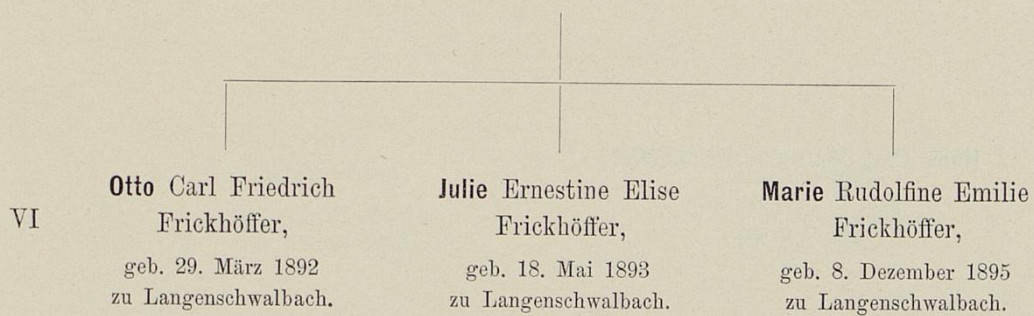 VI
Otto Carl Friedrich
Frickhöffer,
geb. 29. März 1892
zu Langenschwalbach.
Julie Ernestine Elise
Frickhöffer,
geb. 18. Mai 1893
zu Langenschwalbach.
Marie Rudolfine Emilie
Frickhöffer,
geb. 8. Dezember 1895
zu Langenschwalbach.